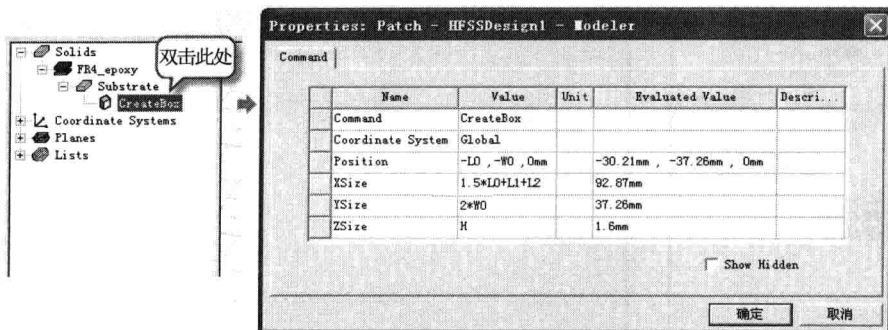 Solids
FR4_epoxy
Substrate
CreateBox
Coordinate Systems
Planes
Lists
双击此处
Properties: Patch - HFSSDesign1 - Modeler
Command
Name Value Unit Evaluated Value Descri...
Command CreateBox
Coordinate System Global
Position -L0 ,-W0 ,0mm -30.21mm , -37.26mm , 0mm
XSize 1.5*L0+L1+L2 92.87mm
YSize 2*W0 37.26mm
ZSize H 1.6mm
Show Hidden
确定 取消